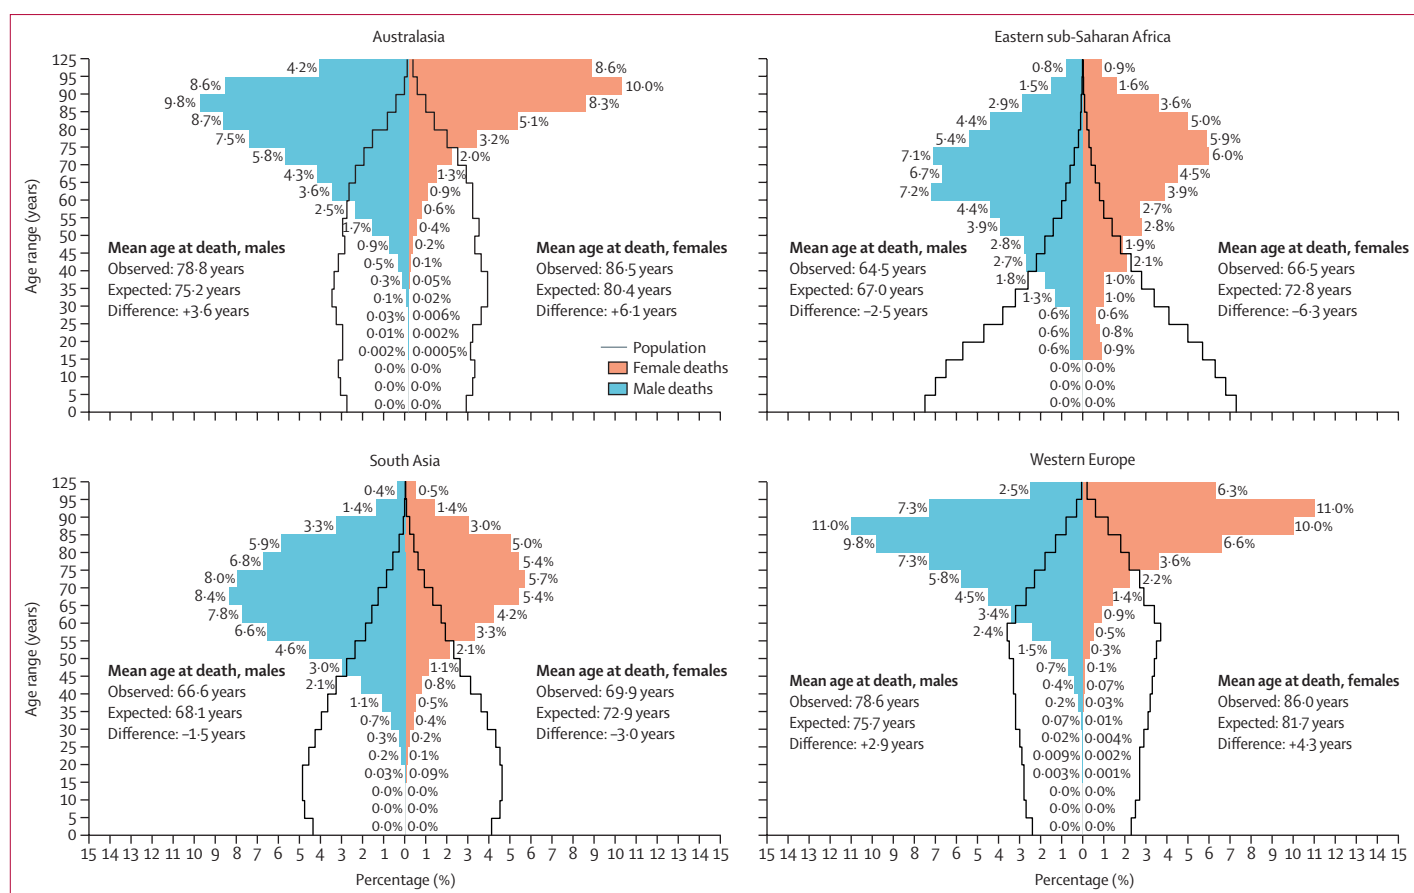 Australasia
Age range (years)
125
95
90
85
80
75
70
65
60
55
50
45
40
35
30
25
20
15
10
5
0
4·2% 8·6%
8·6% 10·0%
9·8% 8·3%
8·7% 5·1%
7·5% 3·2%
5·8% 2·0%
4·3% 1·3%
3·6% 0·9%
2·5% 0·6%
1·7% 0·4%
0·9% 0·2%
0·5% 0·1%
0·3% 0·05%
0·1% 0·02%
0·03% 0·006%
0·01% 0·002%
0·002% 0·0005%
0·0% 0·0%
0·0% 0·0%
0·0% 0·0%
Mean age at death, males
Observed: 78·8 years
Expected: 75·2 years
Difference: +3·6 years
Mean age at death, females
Observed: 86·5 years
Expected: 80·4 years
Difference: +6·1 years
Population
Female deaths
Male deaths
Eastern sub-Saharan Africa
0·8% 0·9%
1·5% 1·6%
2·9% 3·6%
4·4% 5·0%
5·4% 5·9%
7·1% 6·0%
6·7% 4·5%
7·2% 3·9%
4·4% 2·7%
3·9% 2·8%
2·8% 1·9%
2·7% 2·1%
1·8% 1·0%
1·3% 1·0%
0·6% 0·6%
0·6% 0·8%
0·6% 0·9%
0·0% 0·0%
0·0% 0·0%
0·0% 0·0%
Mean age at death, males
Observed: 64·5 years
Expected: 67·0 years
Difference: –2·5 years
Mean age at death, females
Observed: 66·5 years
Expected: 72·8 years
Difference: –6·3 years
South Asia
Age range (years)
125
95
90
85
80
75
70
65
60
55
50
45
40
35
30
25
20
15
10
5
0
0·4% 0·5%
1·4% 1·4%
3·3% 3·0%
5·9% 5·0%
6·8% 5·4%
8·0% 5·7%
8·4% 5·4%
7·8% 4·2%
6·6% 3·3%
4·6% 2·1%
3·0% 1·1%
2·1% 0·8%
1·1% 0·5%
0·7% 0·4%
0·3% 0·2%
0·2% 0·1%
0·03% 0·09%
0·0% 0·0%
0·0% 0·0%
0·0% 0·0%
Mean age at death, males
Observed: 66·6 years
Expected: 68·1 years
Difference: –1·5 years
Mean age at death, females
Observed: 69·9 years
Expected: 72·9 years
Difference: –3·0 years
15 14 13 12 11 10 9 8 7 6 5 4 3 2 1 0 1 2 3 4 5 6 7 8 9 10 11 12 13 14 15
Percentage (%)
Western Europe
2·5% 6·3%
7·3% 11·0%
11·0% 10·0%
9·8% 6·6%
7·3% 3·6%
5·8% 2·2%
4·5% 1·4%
3·4% 0·9%
2·4% 0·5%
1·5% 0·3%
0·7% 0·1%
0·4% 0·07%
0·2% 0·03%
0·07% 0·01%
0·02% 0·004%
0·009% 0·002%
0·003% 0·001%
0·0% 0·0%
0·0% 0·0%
0·0% 0·0%
Mean age at death, males
Observed: 78·6 years
Expected: 75·7 years
Difference: +2·9 years
Mean age at death, females
Observed: 86·0 years
Expected: 81·7 years
Difference: +4·3 years
15 14 13 12 11 10 9 8 7 6 5 4 3 2 1 0 1 2 3 4 5 6 7 8 9 10 11 12 13 14 15
Percentage (%)